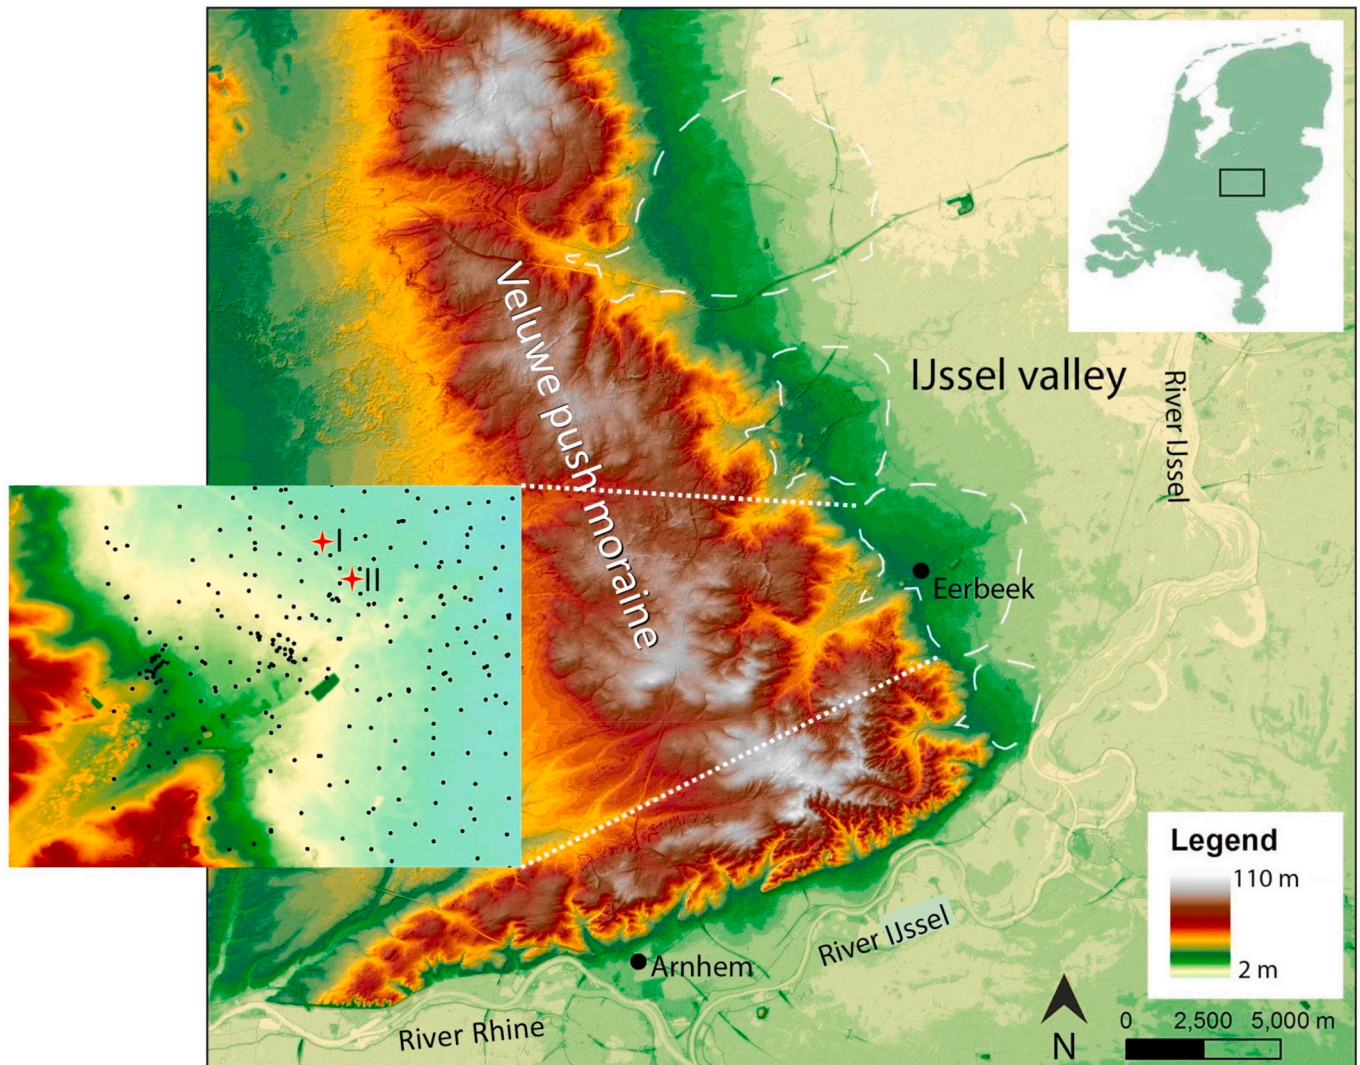 Veluwe push moraine
IJssel valley
River IJssel
I
II
Eerbeek
Legend
110 m
2 m
River IJssel
Arnhem
River Rhine
N
0 2,500 5,000 m